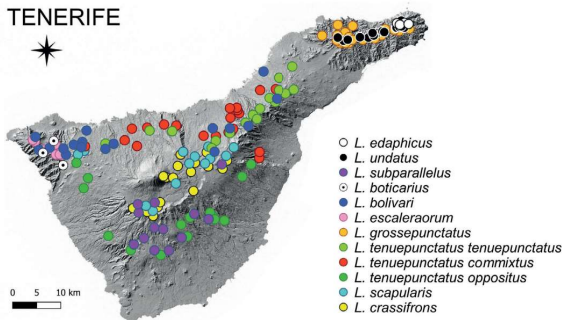 TENERIFE
L. edaphicus
L. undatus
L. subparallelus
L. boticarius
L. bolivari
L. escaleraorum
L. grossepunctatus
L. tenuepunctatus tenuepunctatus
L. tenuepunctatus commixtus
L. tenuepunctatus oppositus
L. scapularis
L. crassifrons
0 5 10 km